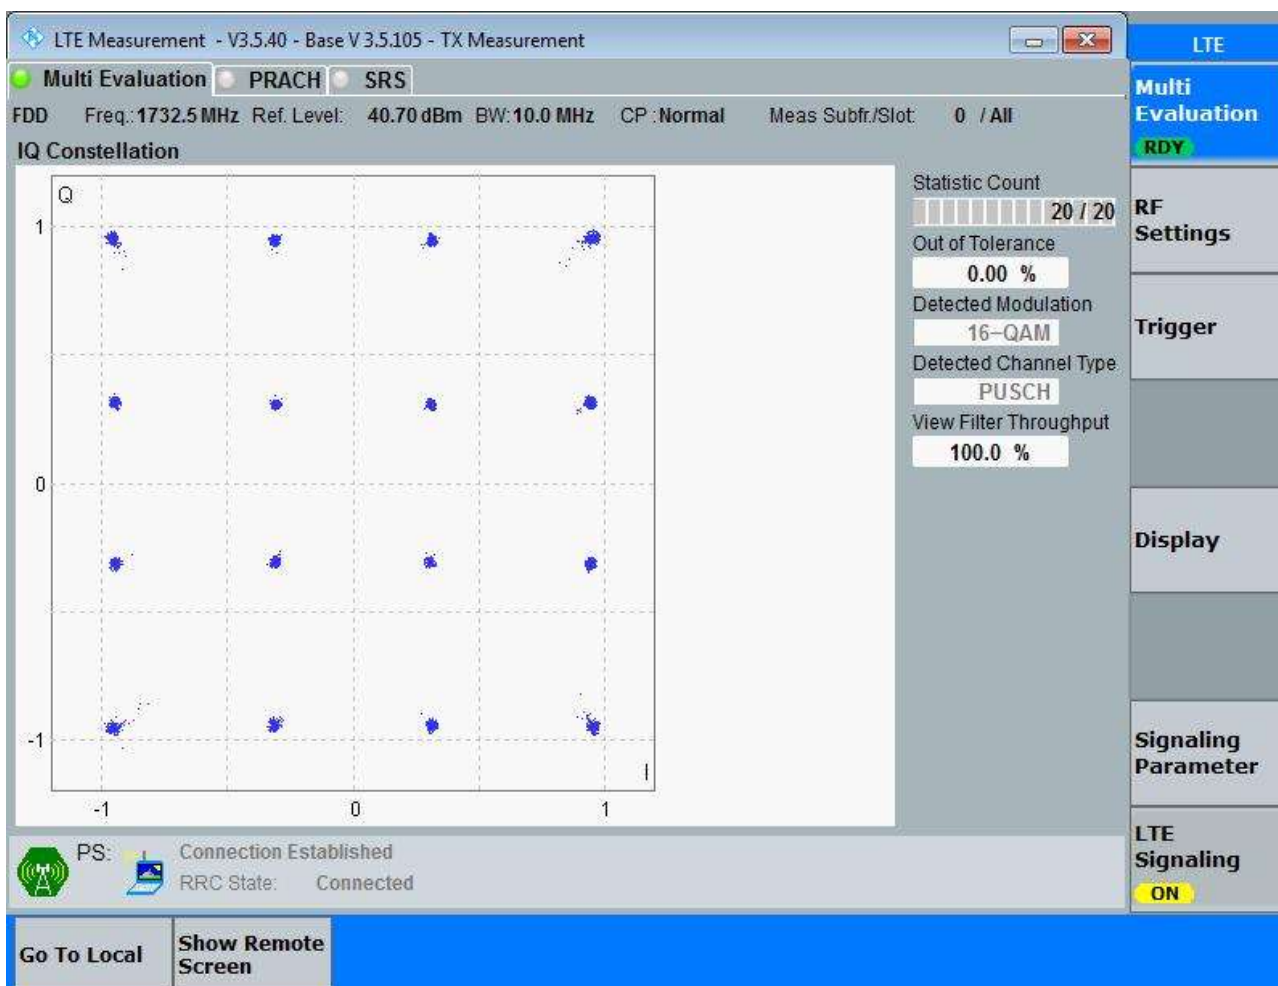 LTE Measurement - V3.5.40 - Base V 3.5.105 - TX Measurement
LTE
Multi Evaluation PRACH SRS
Multi
Evaluation
RDY
FDD Freq.: 1732.5 MHz Ref. Level: 40.70 dBm BW: 10.0 MHz CP : Normal Meas Subfr./Slot: 0 / All
IQ Constellation
Q
1
0
-1
-1 0 1
I
Statistic Count
20 / 20
Out of Tolerance
0.00 %
Detected Modulation
16-QAM
Detected Channel Type
PUSCH
View Filter Throughput
100.0 %
RF
Settings
Trigger
Display
Signaling
Parameter
LTE
Signaling
ON
PS: Connection Established
RRC State: Connected
Go To Local
Show Remote
Screen